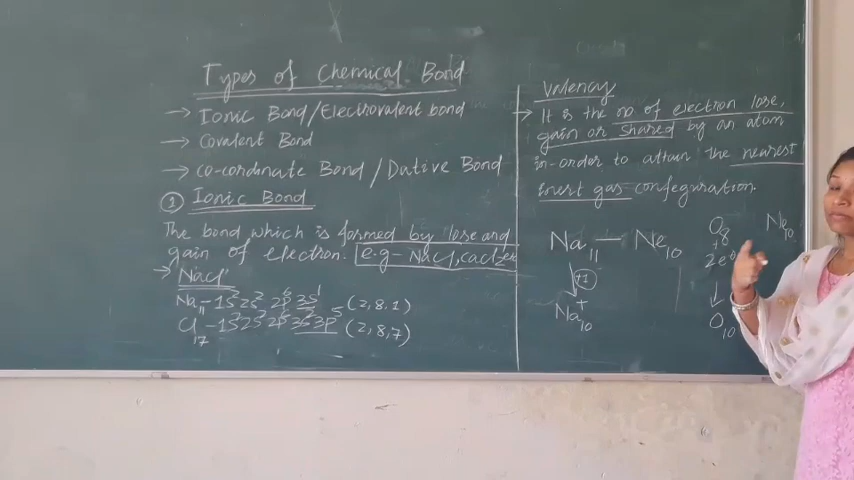 Types of Chemical Bond
→ Ionic Bond/Electrovalent bond
→ Covalent Bond
→ Co-coordinate Bond/Dative Bond
① Ionic Bond
The bond which is formed by lose and
gain of electron. e.g - NaCl, CaCl₂ etc
→ NaCl
Na₁₁ - 1s² 2s² 2p⁶ 3s¹ (2, 8, 1)
Cl₁₇ - 1s² 2s² 2p⁶ 3s² 3p⁵ (2, 8, 7)
Valency
→ It is the no of electron lose,
gain or shared by an atom
in-order to attain the nearest
inert gas configuration.
Na₁₁ — Ne₁₀
Na⁺₁₀
O₈
+
2e⁻
↓
O₁₀
Ne₁₀